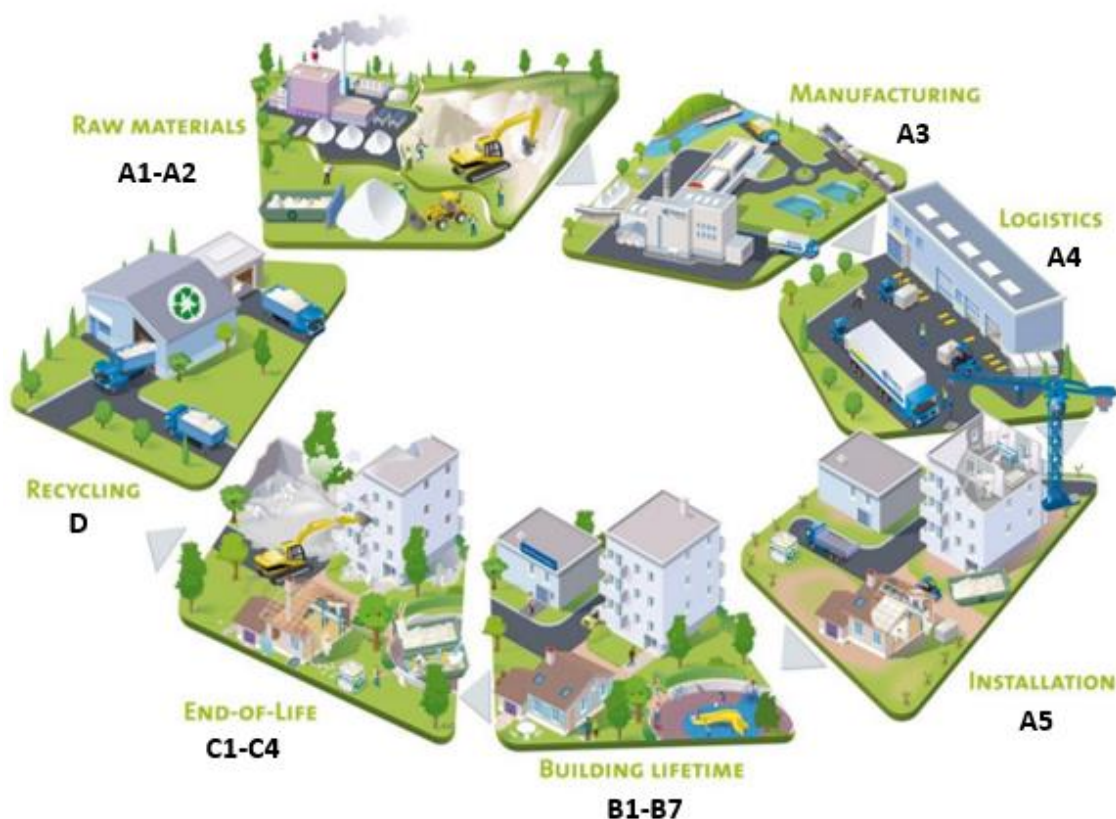 RAW MATERIALS
A1-A2
MANUFACTURING
A3
LOGISTICS
A4
INSTALLATION
A5
BUILDING LIFETIME
B1-B7
END-OF-LIFE
C1-C4
RECYCLING
D